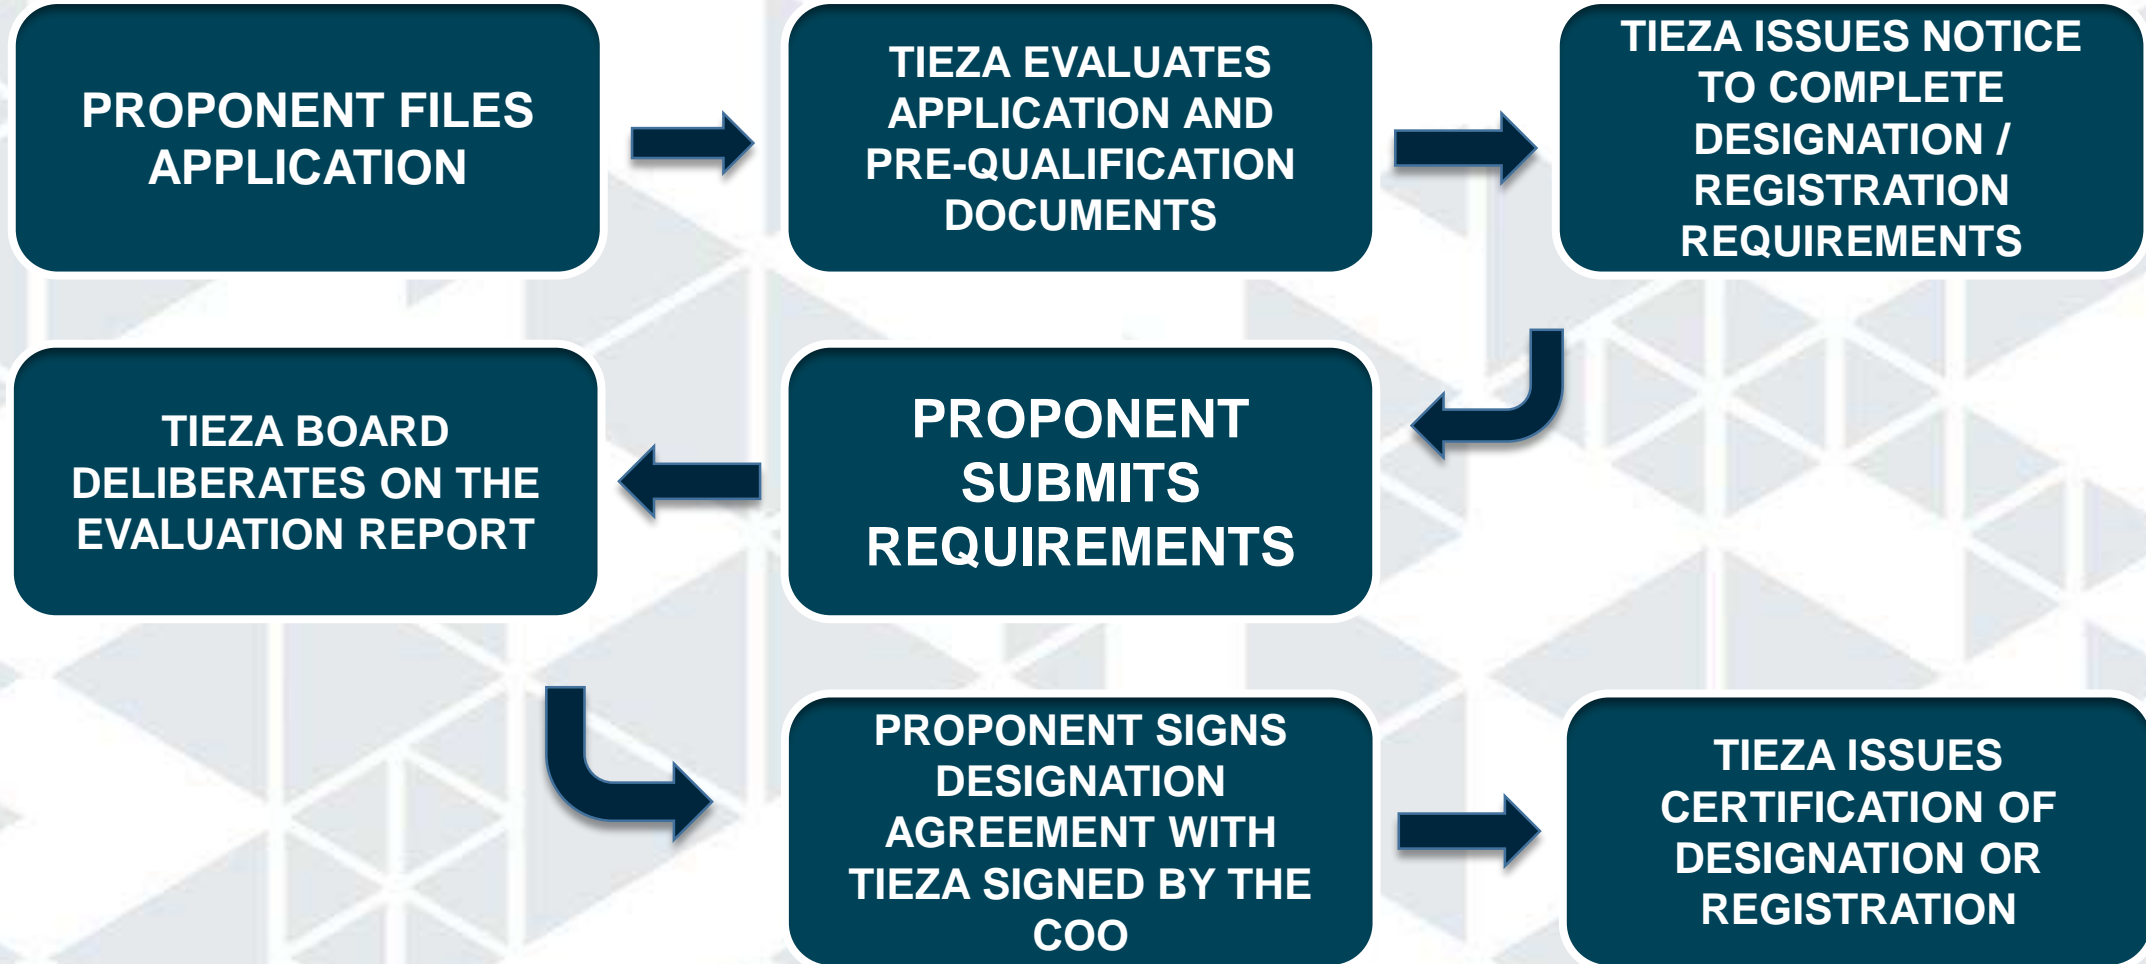 PROPONENT FILES
APPLICATION
TIEZA EVALUATES
APPLICATION AND
PRE-QUALIFICATION
DOCUMENTS
TIEZA ISSUES NOTICE
TO COMPLETE
DESIGNATION /
REGISTRATION
REQUIREMENTS
PROPONENT
SUBMITS
REQUIREMENTS
TIEZA BOARD
DELIBERATES ON THE
EVALUATION REPORT
PROPONENT SIGNS
DESIGNATION
AGREEMENT WITH
TIEZA SIGNED BY THE
COO
TIEZA ISSUES
CERTIFICATION OF
DESIGNATION OR
REGISTRATION